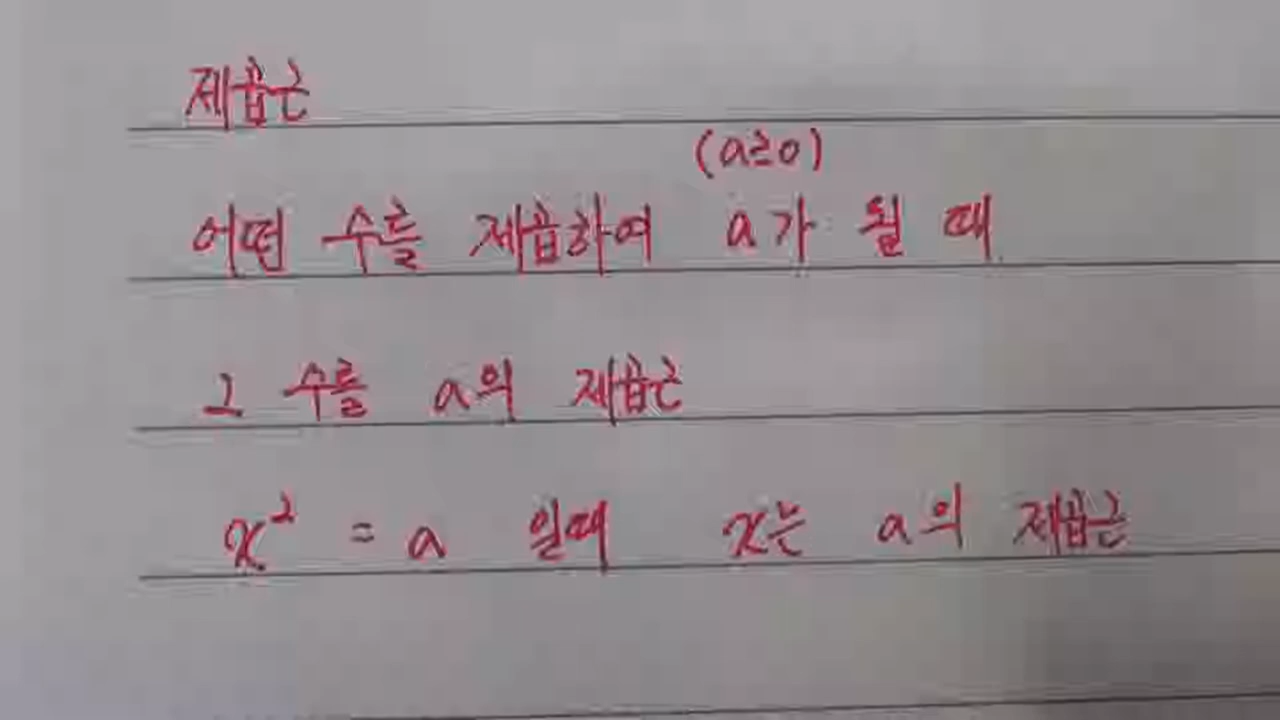 제곱근
(a≥0)
어떤 수를 제곱하여 a가 될 때
그 수를 a의 제곱근
x² = a 일때 x는 a의 제곱근